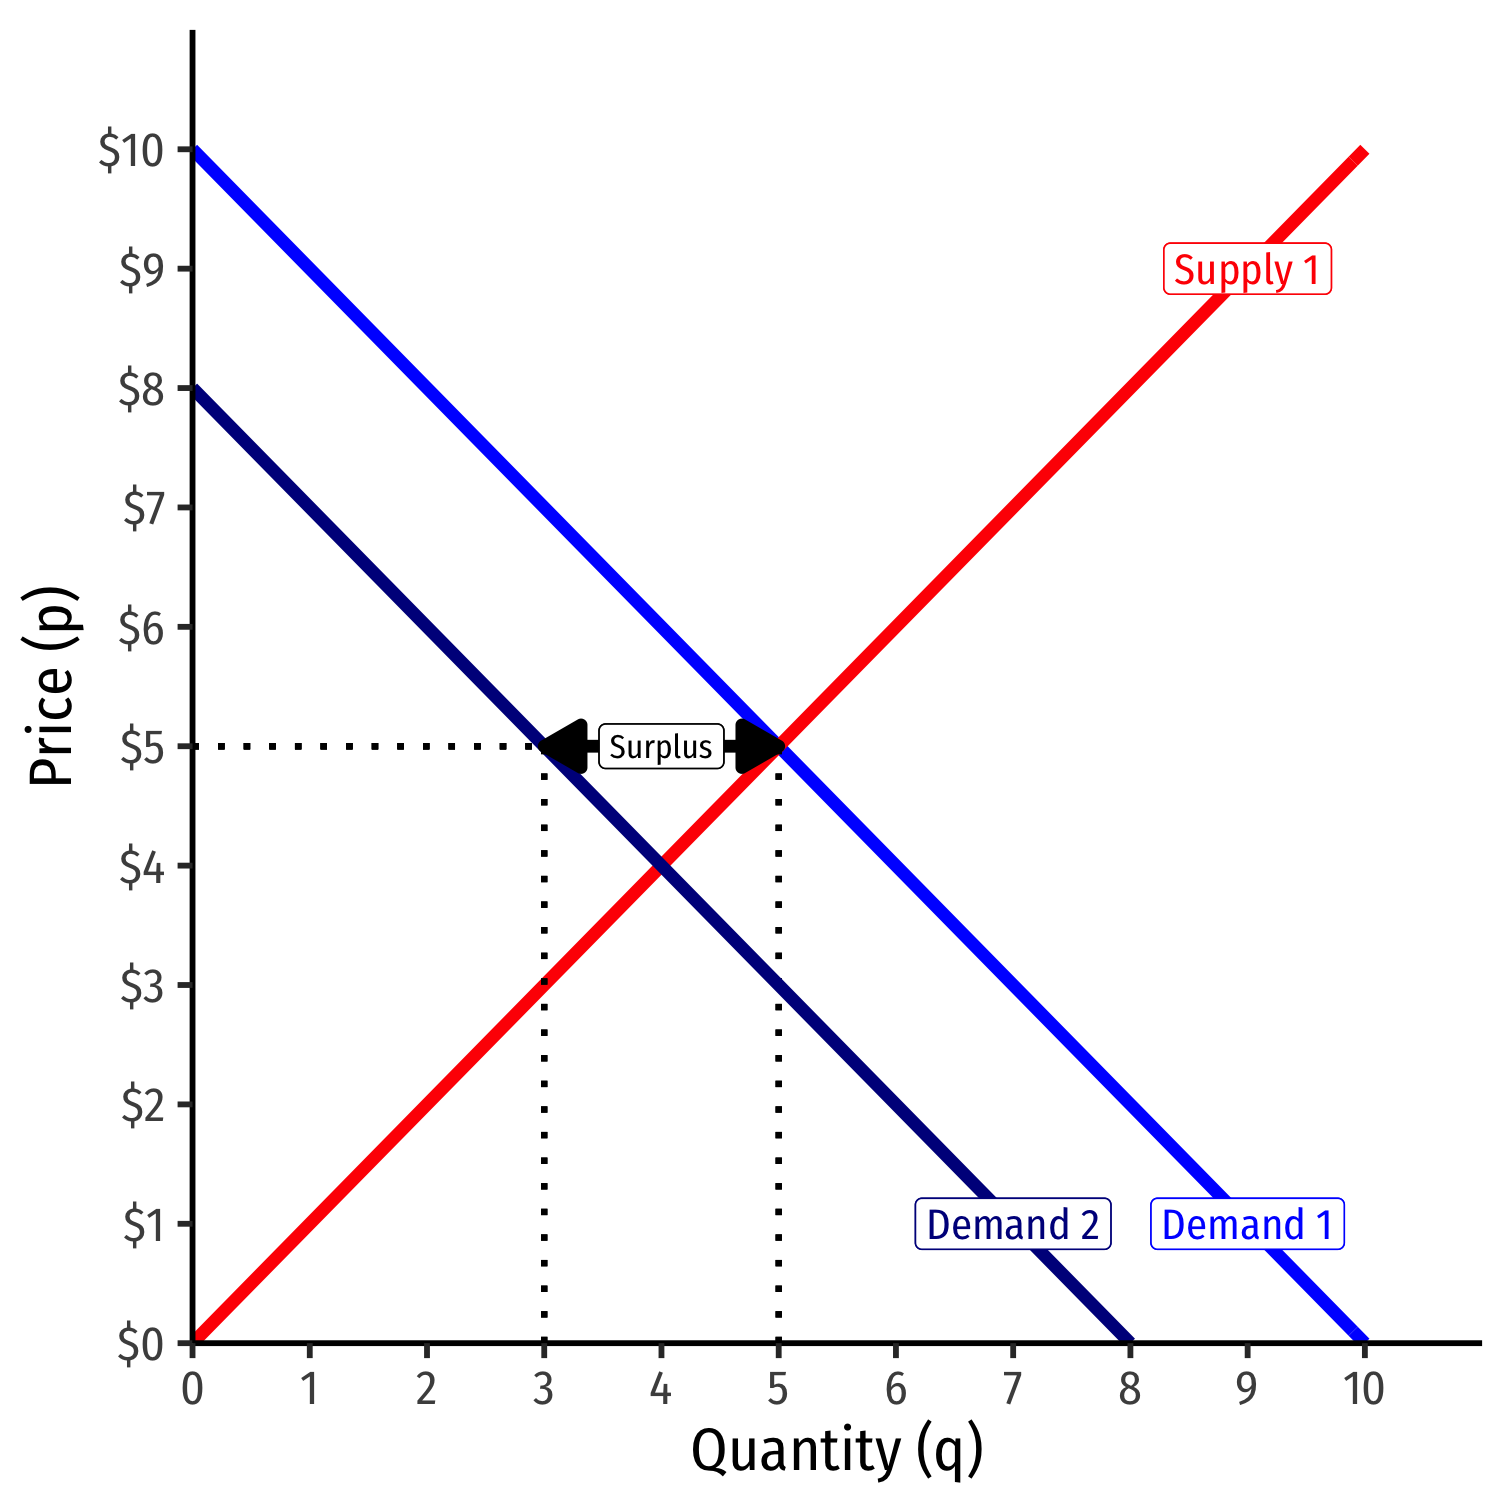 $10
$9
Supply 1
$8
$7
$6
Price (p)
$5
Surplus
$4
$3
$2
$1
Demand 2
Demand 1
$0
0 1 2 3 4 5 6 7 8 9 10
Quantity (q)